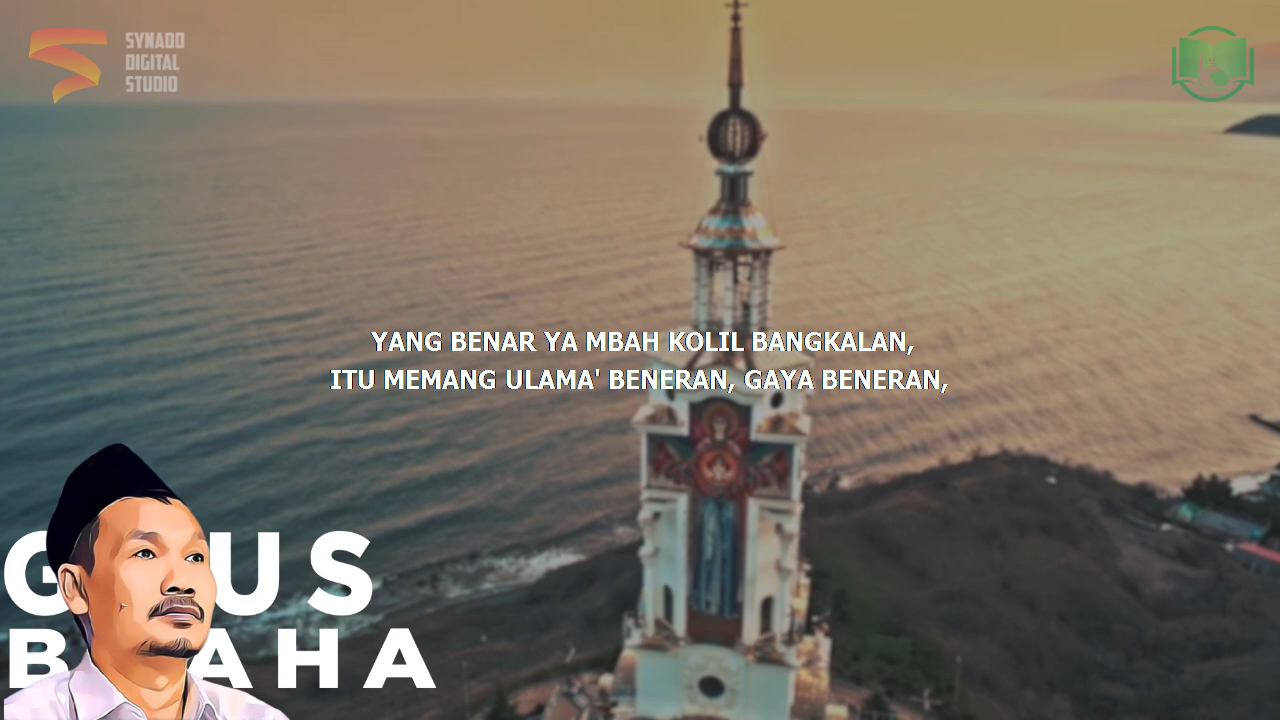 SYNADO
DIGITAL
STUDIO
YANG BENAR YA MBAH KOLIL BANGKALAN,
ITU MEMANG ULAMA' BENERAN, GAYA BENERAN,
GUS
BAHA